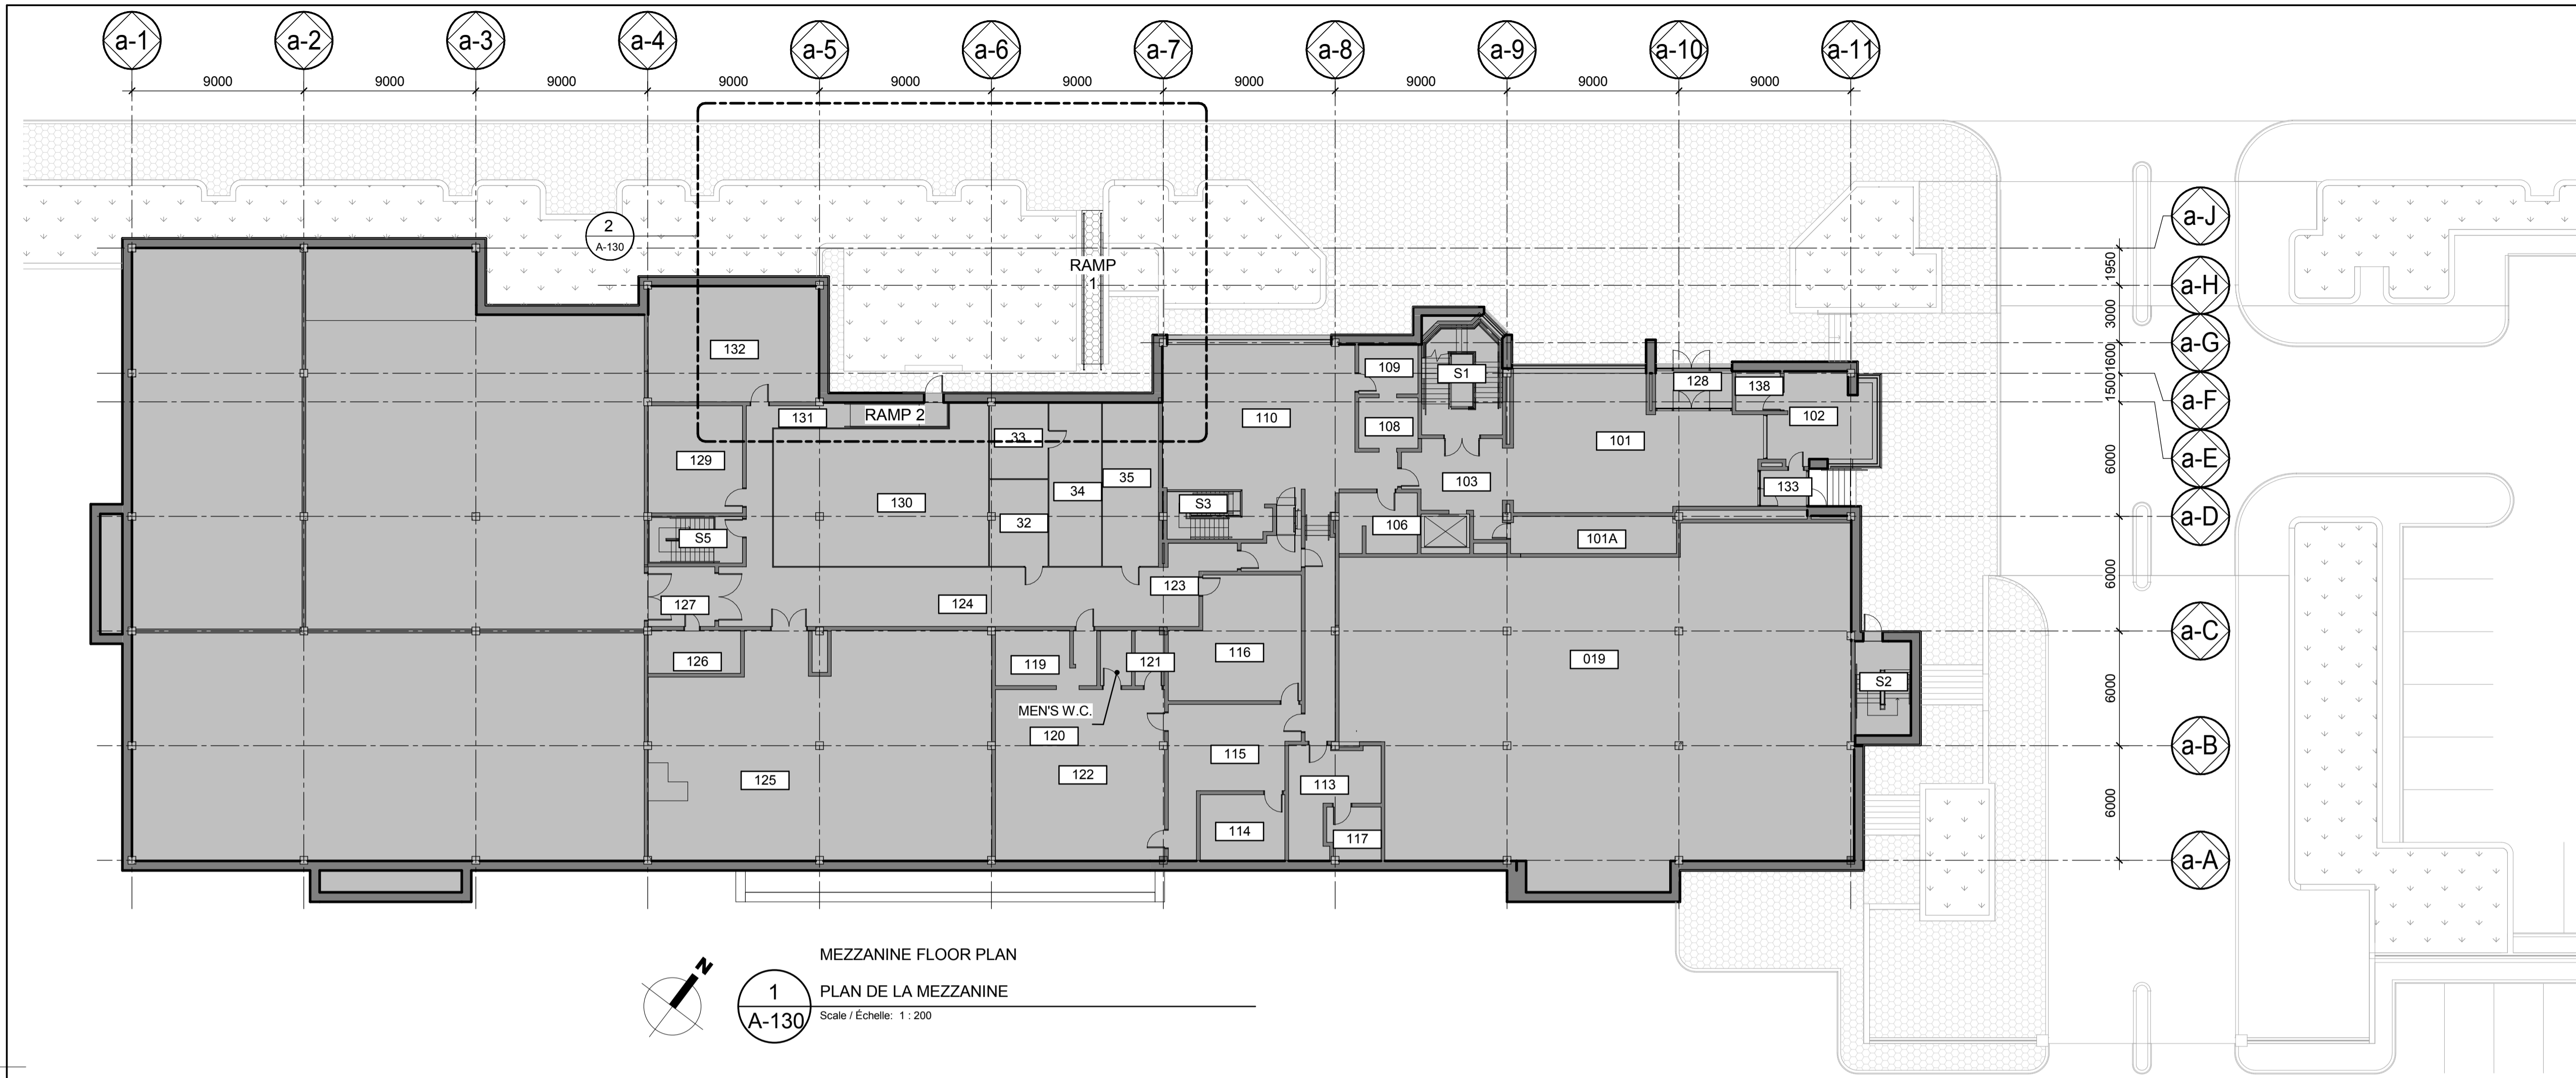 a-1 a-2 a-3 a-4 a-5 a-6 a-7 a-8 a-9 a-10 a-11
9000 9000 9000 9000 9000 9000 9000 9000 9000 9000
2
A-130
RAMP
1
a-J
1950
a-H
3000
a-G
1600
a-F
1500
a-E
6000
a-D
6000
a-C
6000
a-B
6000
a-A
132
109
S1
128
138
131
RAMP 2
110
108
102
33
101
129
35
103
133
130
34
S3
32
106
S5
101A
123
127
124
126
119
121
116
019
S2
MEN'S W.C.
120
125
122
115
113
114
117
N
MEZZANINE FLOOR PLAN
1
A-130
PLAN DE LA MEZZANINE
Scale / Échelle: 1 : 200